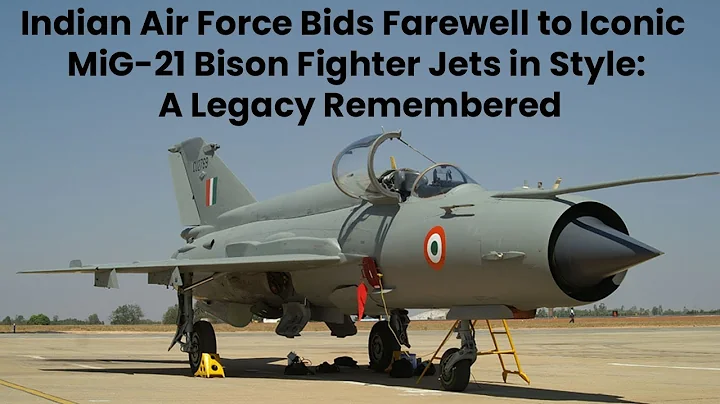 Indian Air Force Bids Farewell to Iconic
MiG-21 Bison Fighter Jets in Style:
A Legacy Remembered